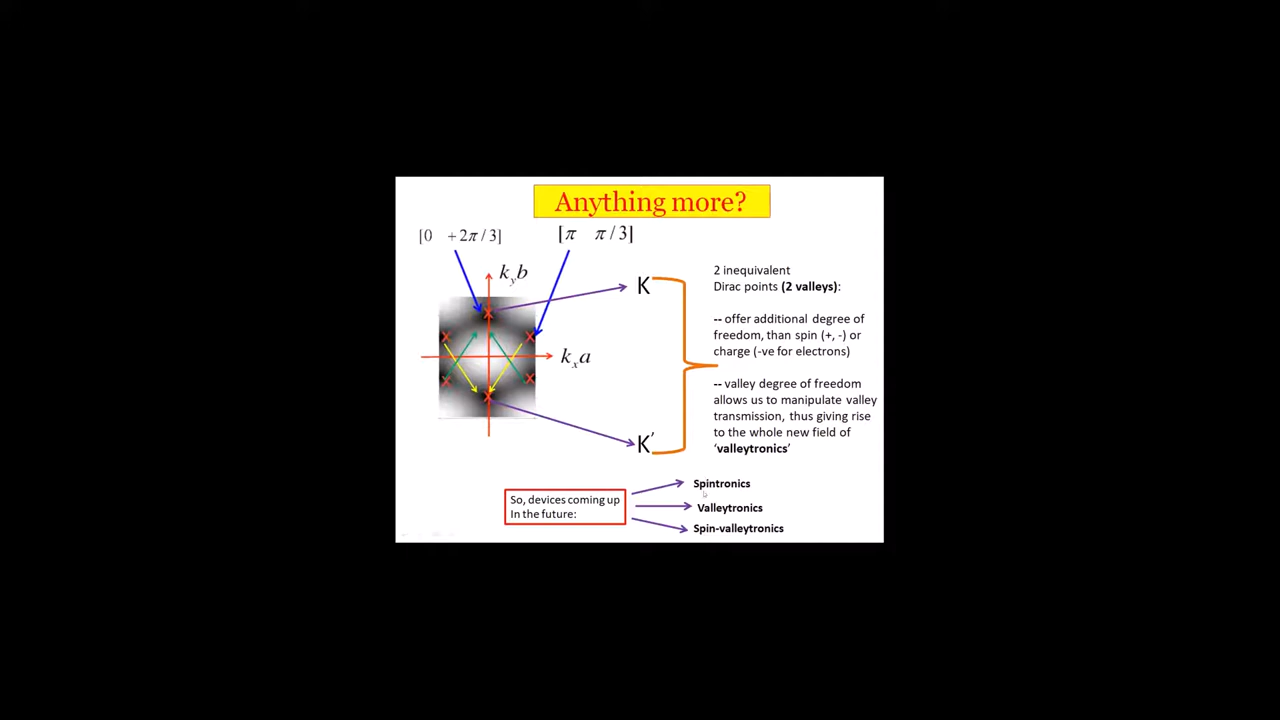 Anything more?
[0 +2π/3]
[π π/3]
k_y b
k_x a
K
K′
2 inequivalent
Dirac points (2 valleys):
-- offer additional degree of
freedom, than spin (+, -) or
charge (-ve for electrons)
-- valley degree of freedom
allows us to manipulate valley
transmission, thus giving rise
to the whole new field of
‘valleytronics’
So, devices coming up
In the future:
Spintronics
Valleytronics
Spin-valleytronics